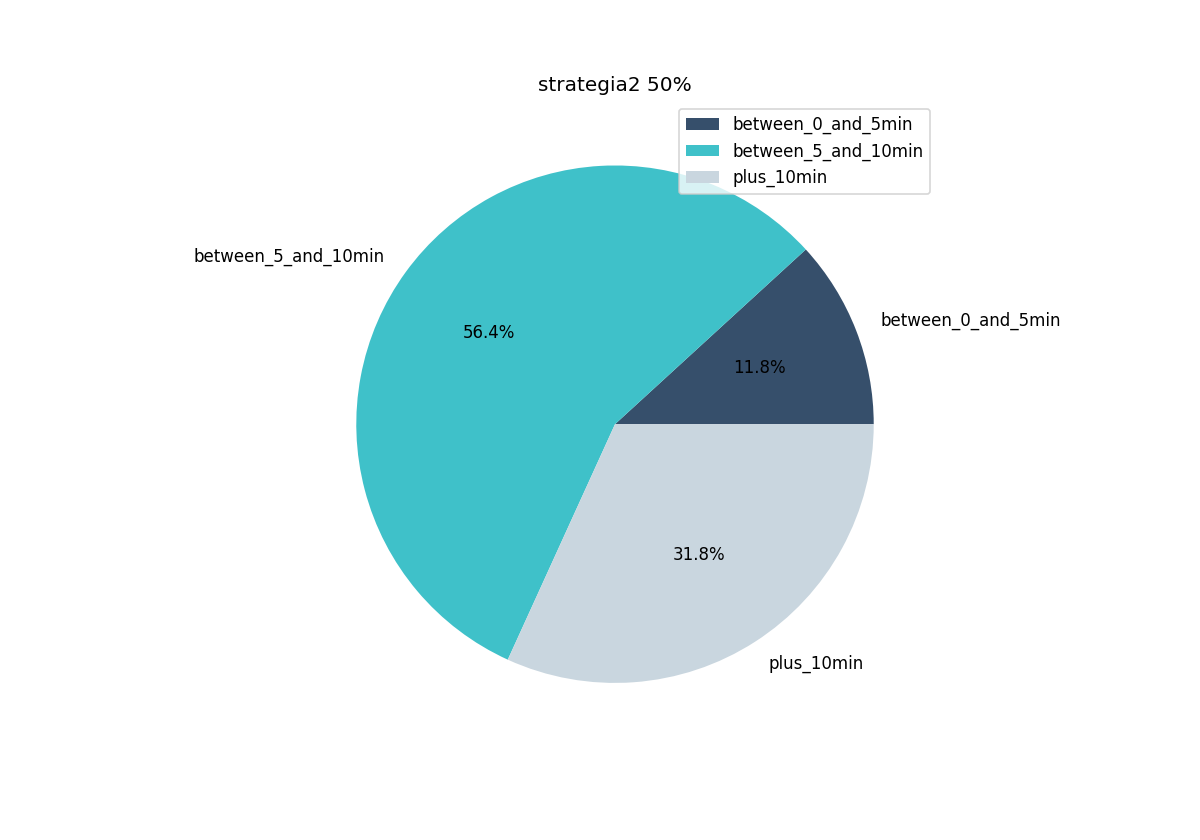 strategia2 50%
between_0_and_5min
between_5_and_10min
plus_10min
between_5_and_10min
between_0_and_5min
56.4%
11.8%
31.8%
plus_10min